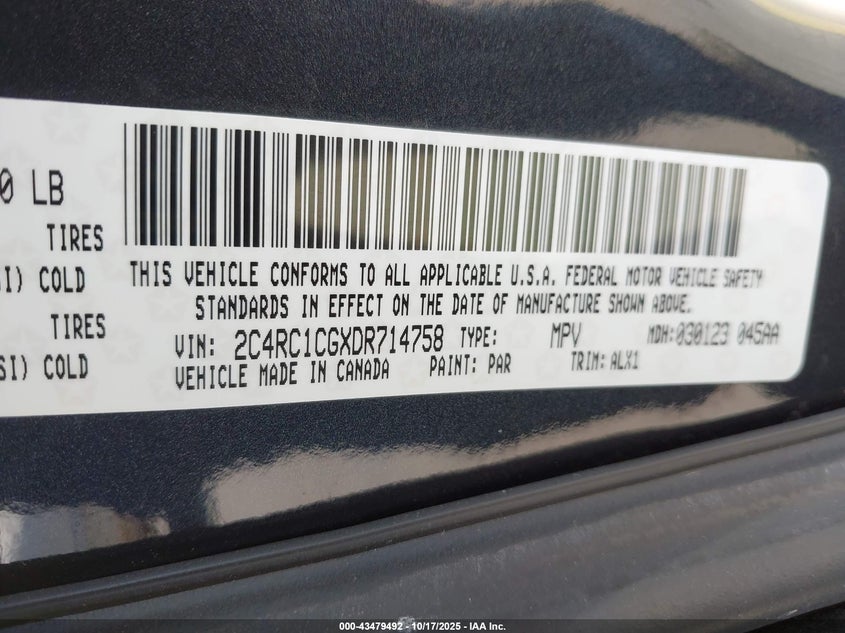 0 LB
TIRES
SI) COLD
TIRES
SI) COLD
THIS VEHICLE CONFORMS TO ALL APPLICABLE U.S.A. FEDERAL MOTOR VEHICLE SAFETY
STANDARDS IN EFFECT ON THE DATE OF MANUFACTURE SHOWN ABOVE.
VIN: 2C4RC1CGXDR714758 TYPE: MPV MDH:030123 045AA
VEHICLE MADE IN CANADA PAINT: PAR TRIM: ALX1
000-43479492 - 10/17/2025 - IAA Inc.